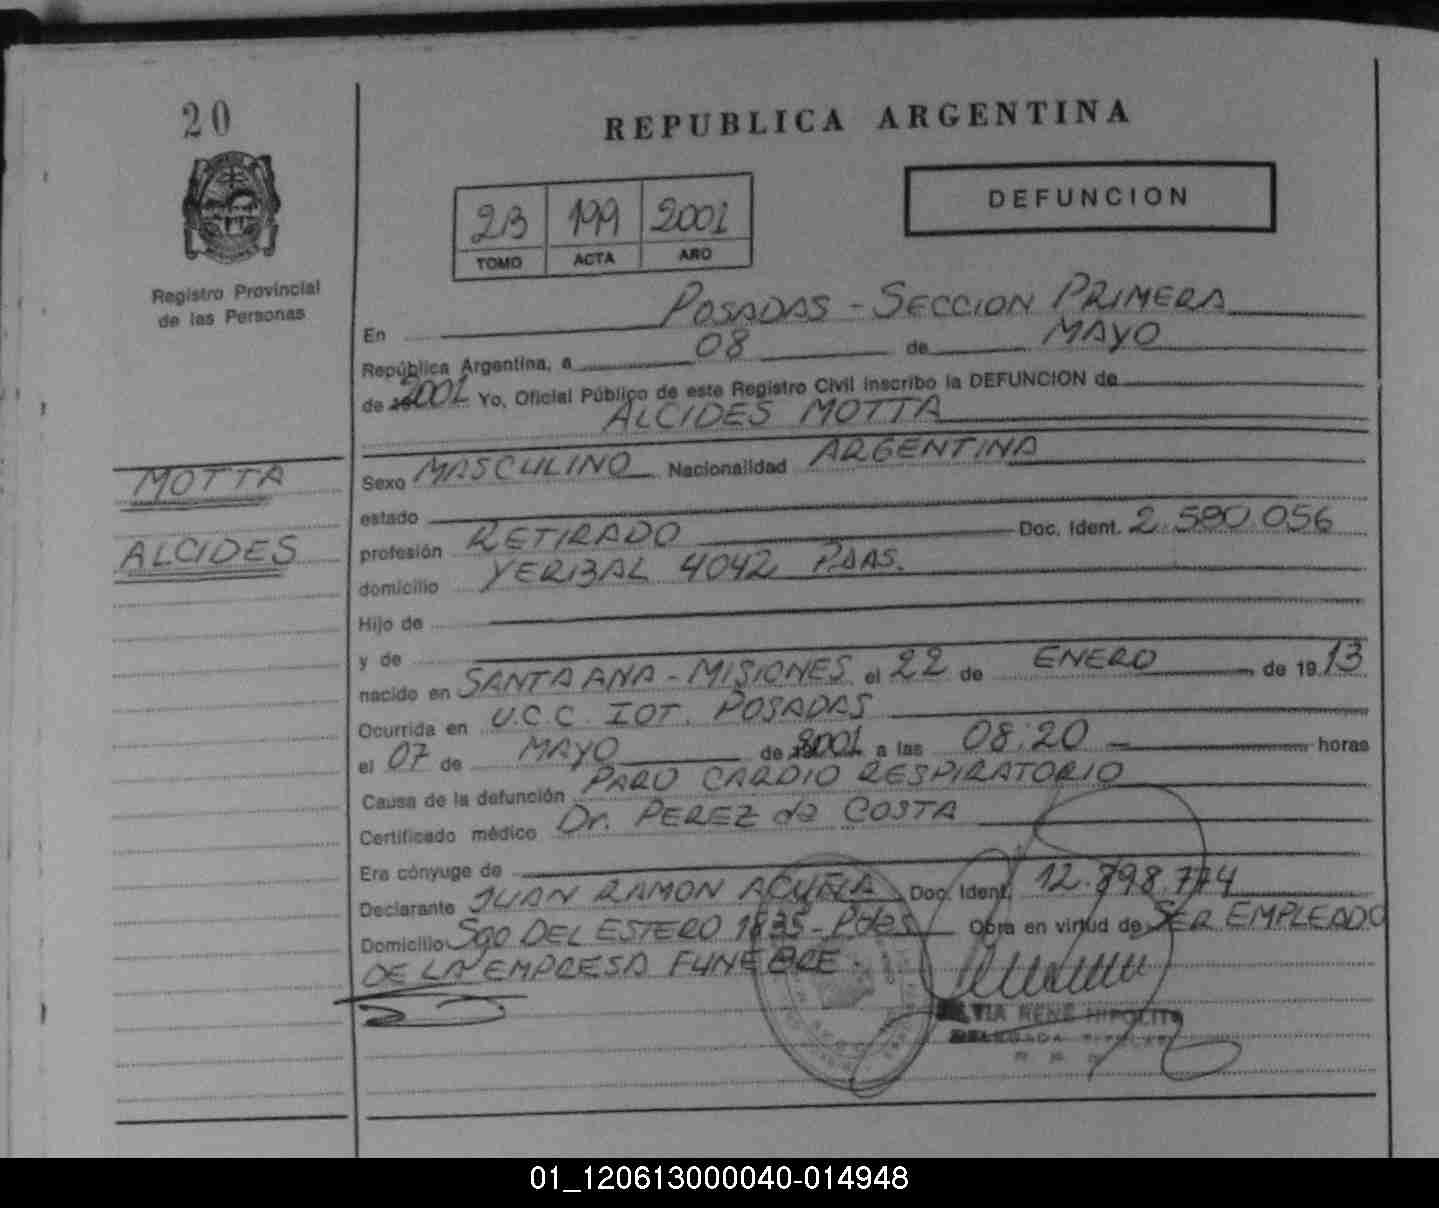 20
REPUBLICA ARGENTINA
DEFUNCION
2B 199 2001
TOMO ACTA AÑO
Registro Provincial
de las Personas
En POSADAS - SECCION PRIMERA
República Argentina, a 08 de MAYO
de 2001 Yo, Oficial Público de este Registro Civil inscribo la DEFUNCION de
ALCIDES MOTTA
MOTTA
ALCIDES
Sexo MASCULINO Nacionalidad ARGENTINA
estado
profesión RETIRADO Doc. Ident. 2.580.056
domicilio YERBAL 4042 PDAS.
Hijo de
y de
nacido en SANTA ANA - MISIONES el 22 de ENERO de 1913
Ocurrida en U.C.C. IOT. POSADAS
el 07 de MAYO de 2001 a las 08:20 horas
Causa de la defunción PARO CARDIO RESPIRATORIO
Certificado médico Dr. PEREZ da COSTA
Era cónyuge de
Declarante JUAN RAMON ACUÑA Doc. Ident. 12.898.774
Domicilio Sgo DEL ESTERO 1835 - Pdas Obra en virtud de SER EMPLEADO
DE LA EMPRESA FUNEBRE.
RENE HIPOLITO
01_120613000040-014948